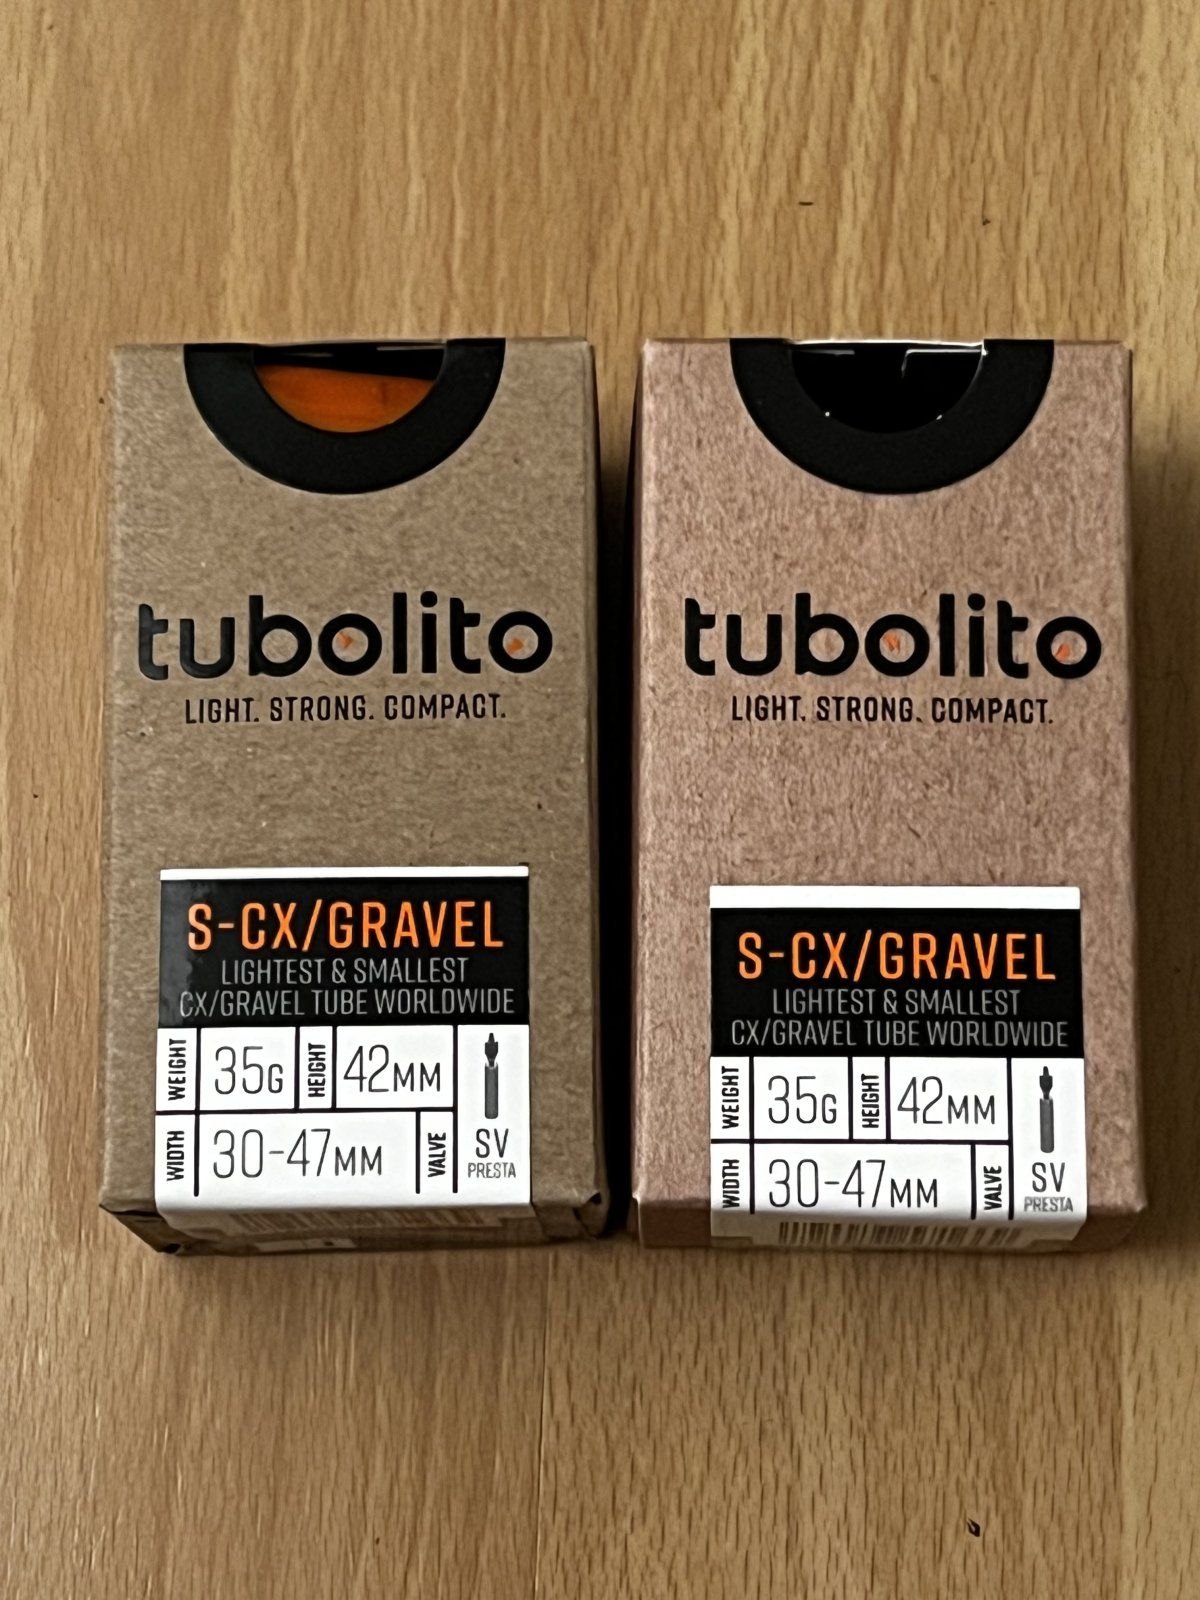 tubolito
LIGHT. STRONG. COMPACT.
S-CX/GRAVEL
LIGHTEST & SMALLEST
CX/GRAVEL TUBE WORLDWIDE
WEIGHT 35G HEIGHT 42MM
WIDTH 30-47MM VALVE SV
PRESTA
tubolito
LIGHT. STRONG. COMPACT.
S-CX/GRAVEL
LIGHTEST & SMALLEST
CX/GRAVEL TUBE WORLDWIDE
WEIGHT 35G HEIGHT 42MM
WIDTH 30-47MM VALVE SV
PRESTA